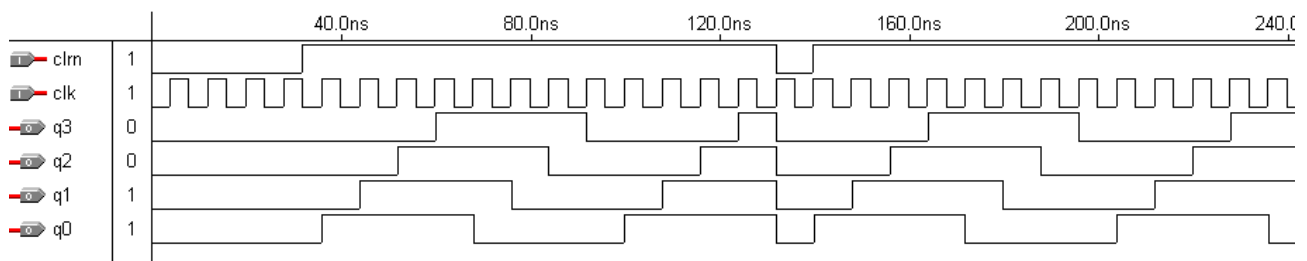 40.0ns 80.0ns 120.0ns 160.0ns 200.0ns 240.
I clrn 1
I clk 1
O q3 0
O q2 0
O q1 1
O q0 1